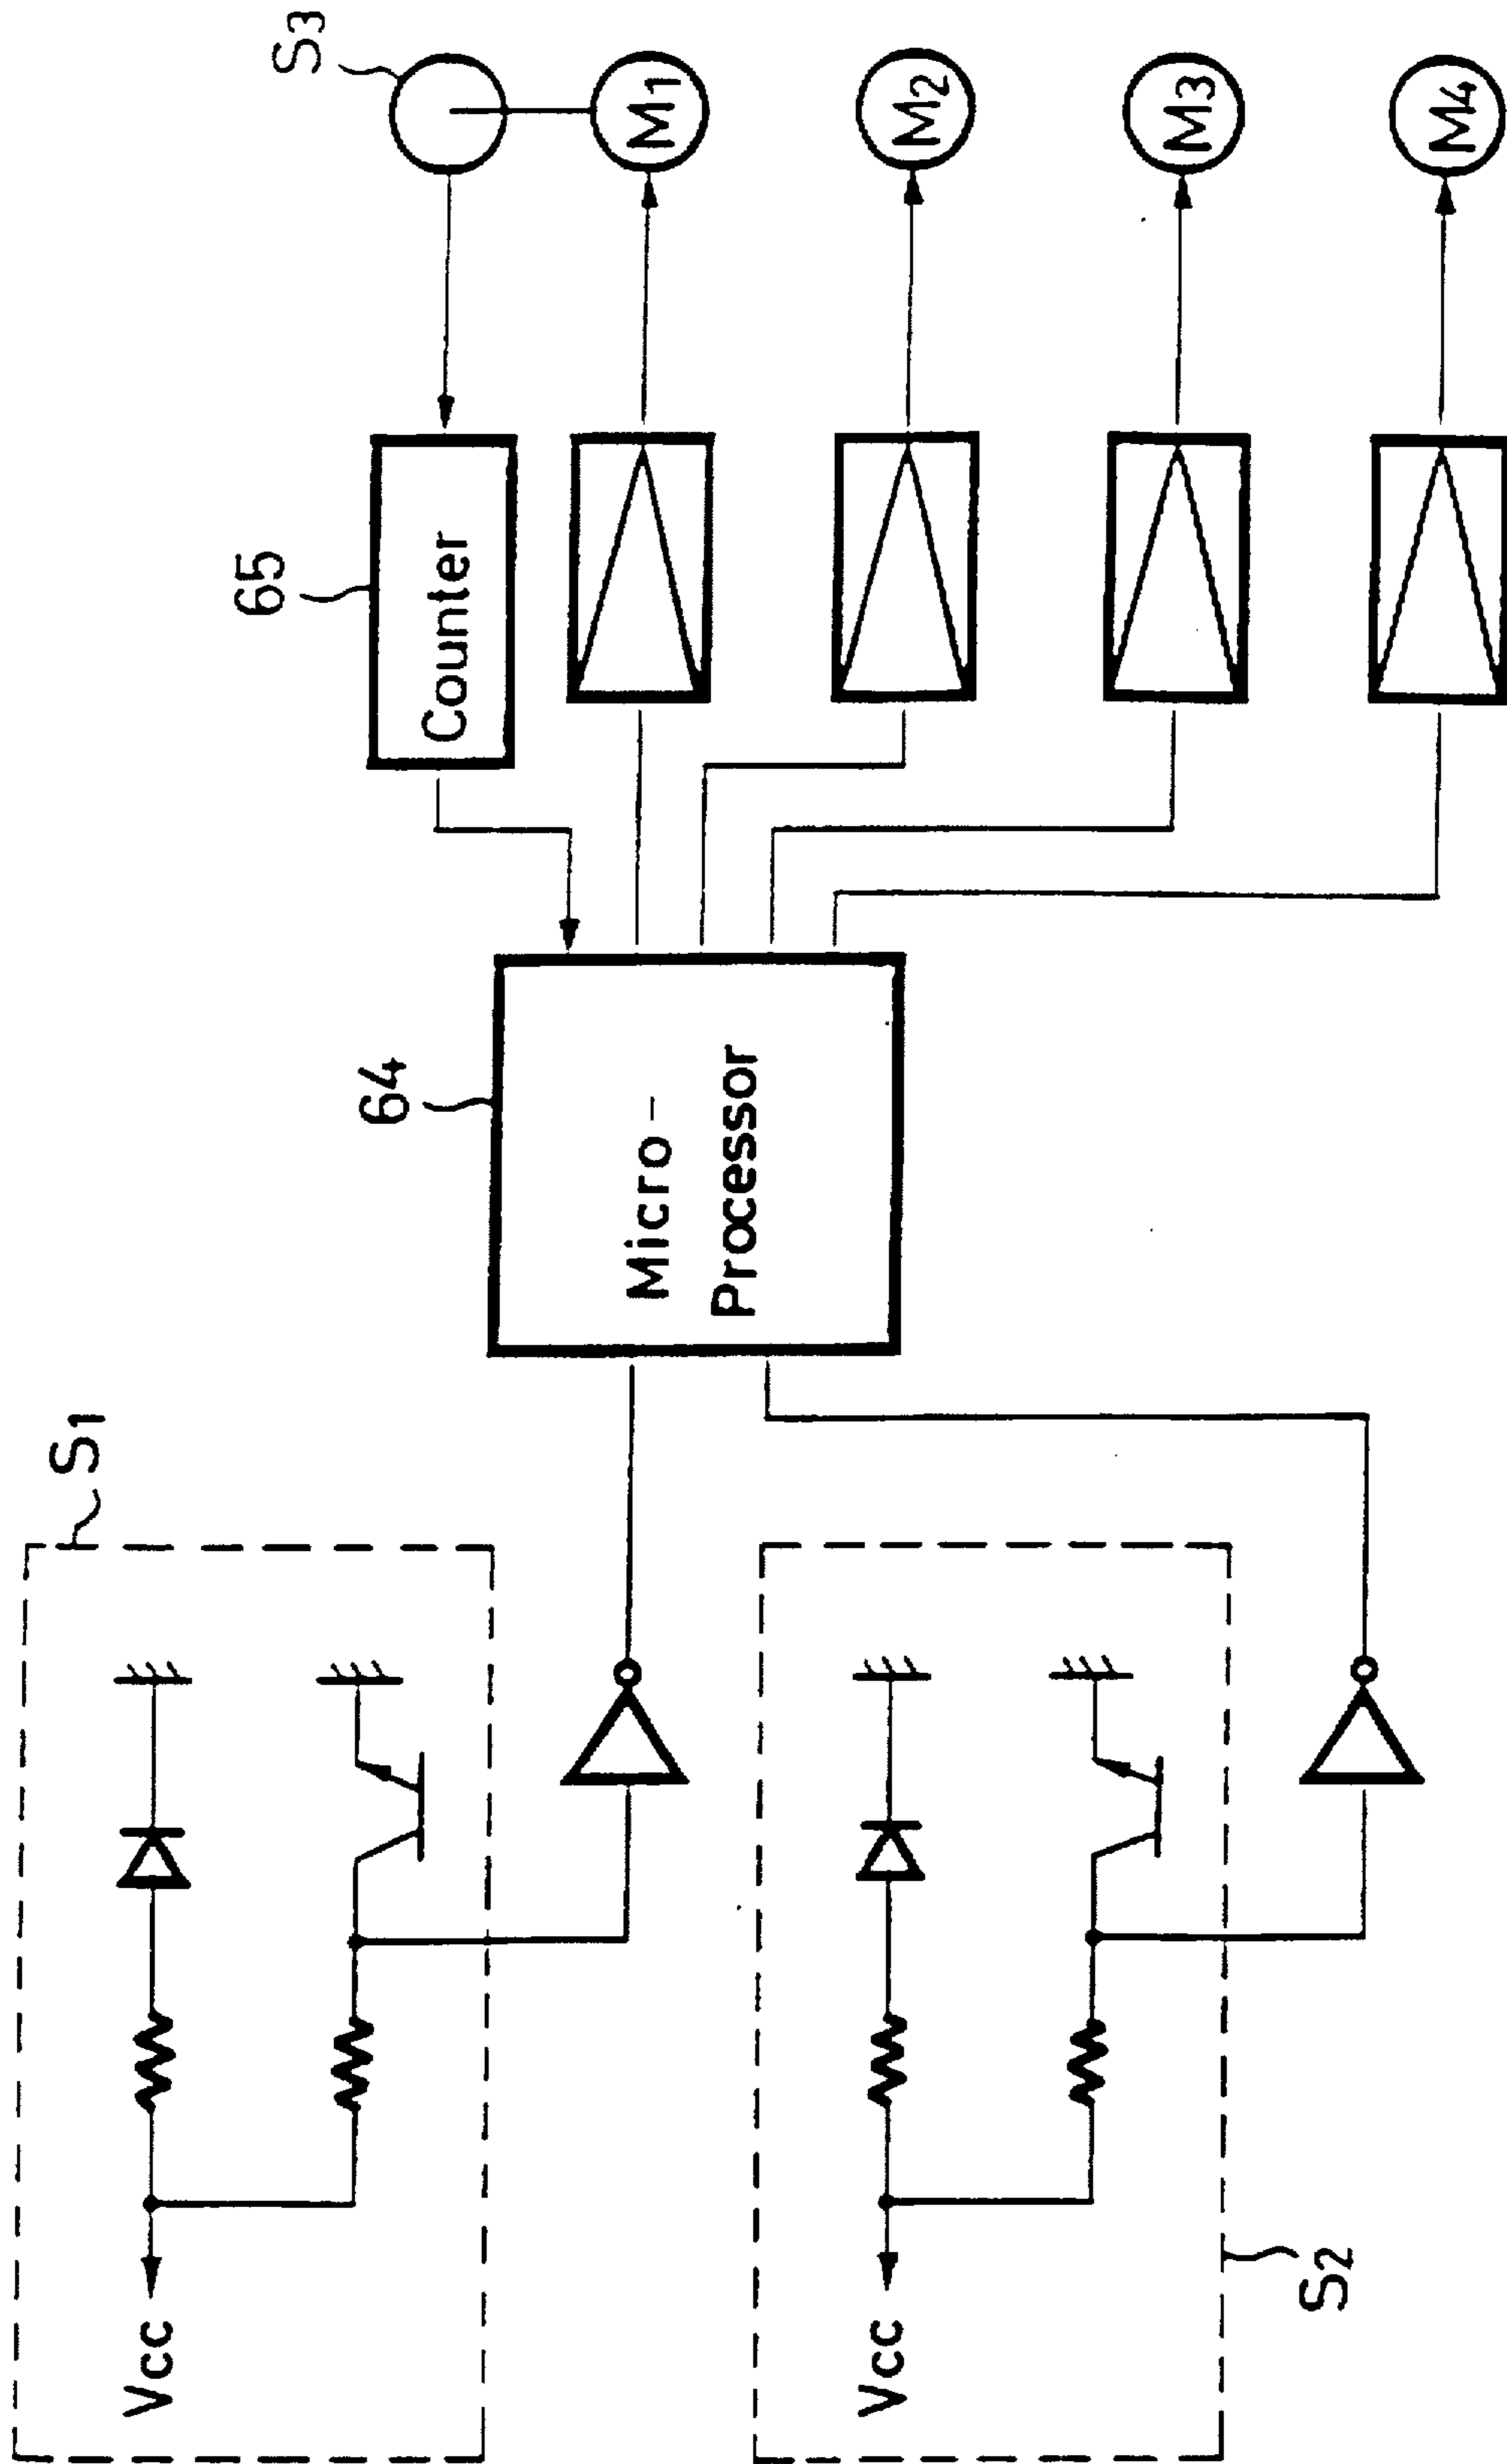 S1
Vcc
Vcc
S2
64
Micro-
Processor
65
Counter
S3
M1
M2
M3
M4